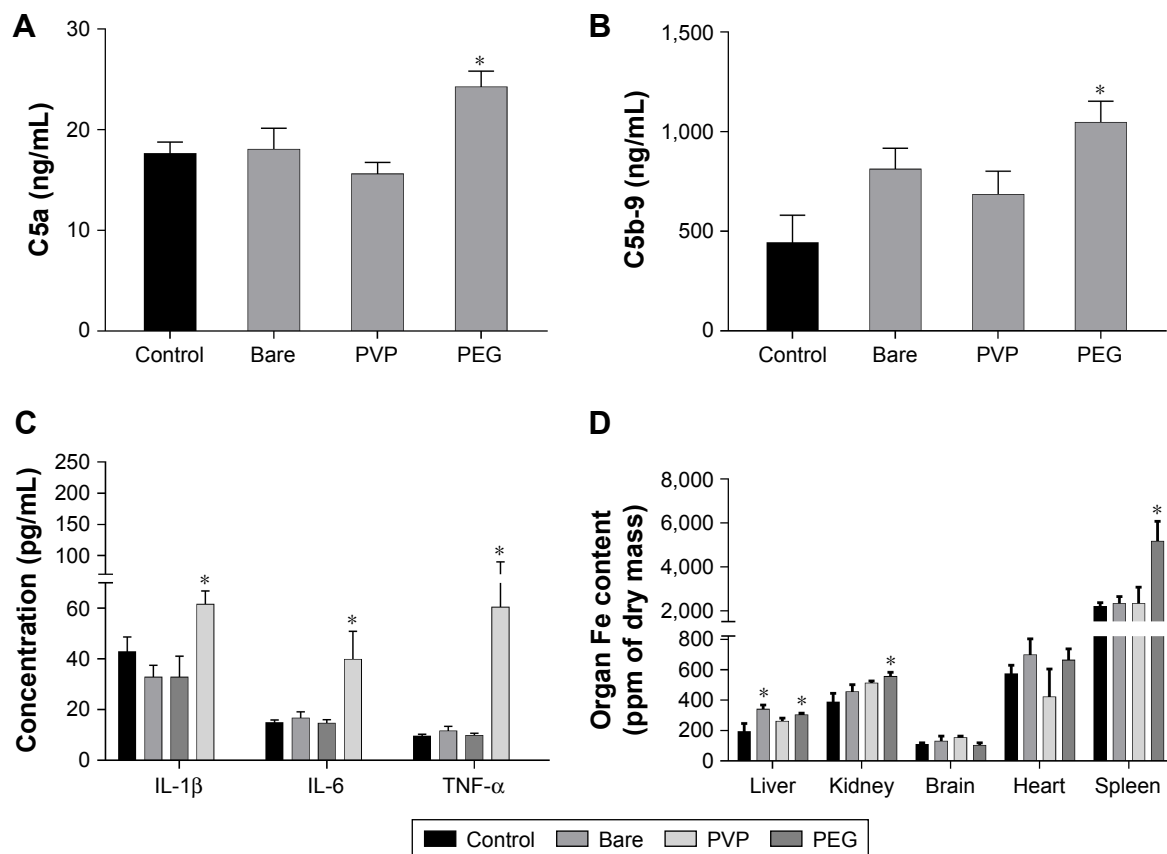 A
C5a (ng/mL)
30
20
10
0
*
Control Bare PVP PEG
B
C5b-9 (ng/mL)
1,500
1,000
500
0
*
Control Bare PVP PEG
C
Concentration (pg/mL)
250
200
150
100
60
40
20
0
* * *
IL-1β IL-6 TNF-α
D
Organ Fe content
(ppm of dry mass)
8,000
6,000
4,000
2,000
800
600
400
200
0
* * * *
Liver Kidney Brain Heart Spleen
Control Bare PVP PEG